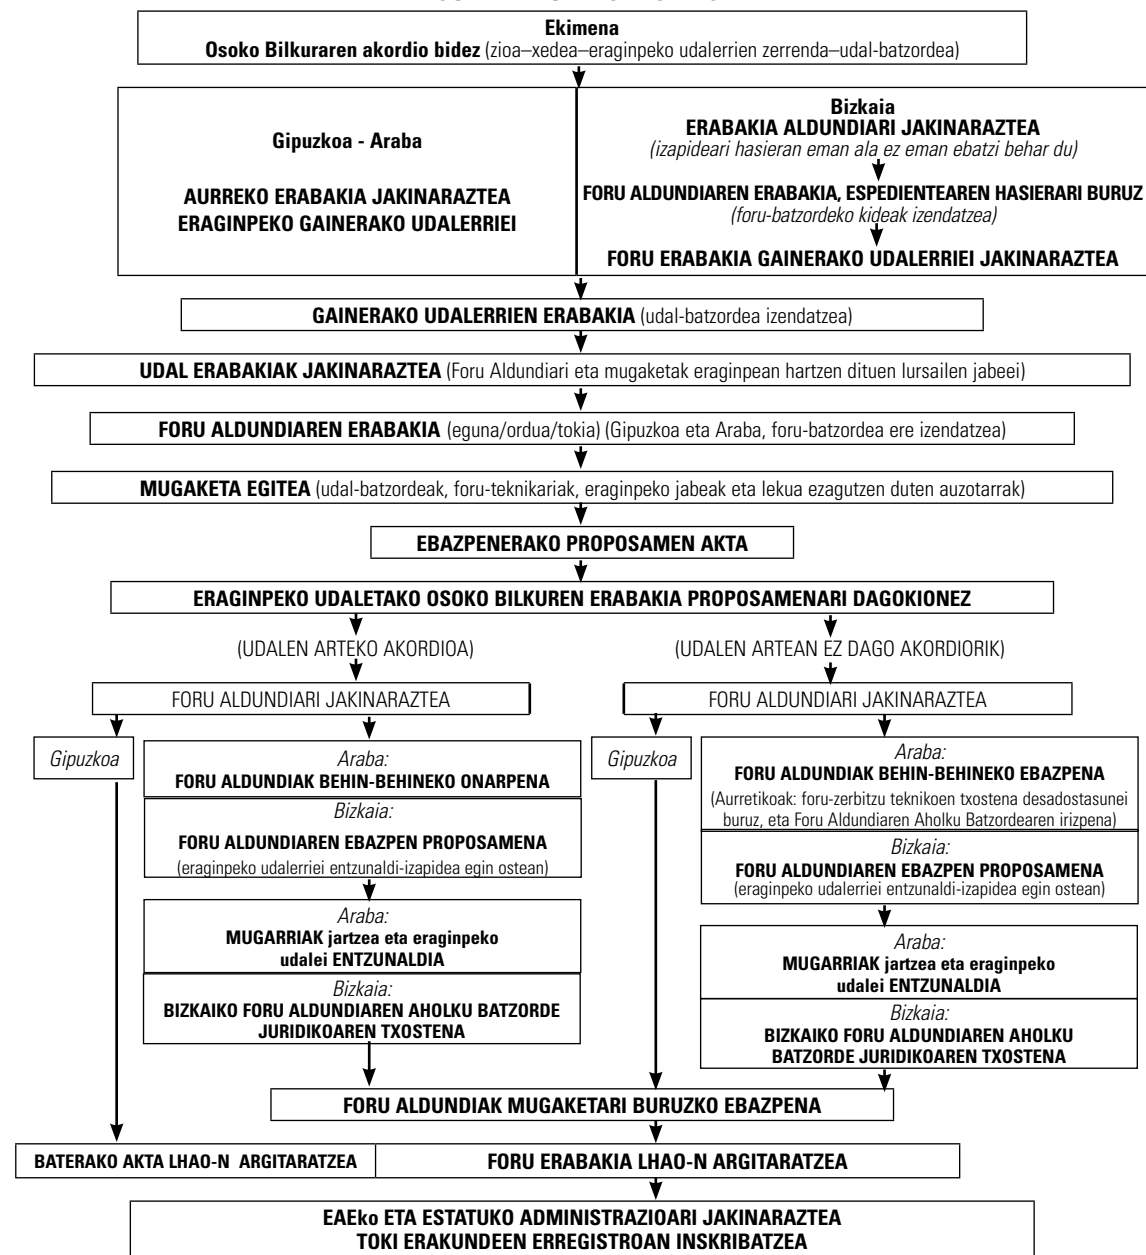 Ekimena
Osoko Bilkuraren akordio bidez (zioa–xedea–eraginpeko udalerrien zerrenda–udal-batzordea)
Gipuzkoa - Araba
AURREKO ERABAKIA JAKINARAZTEA
ERAGINPEKO GAINERAKO UDALERRIEI
Bizkaia
ERABAKIA ALDUNDIARI JAKINARAZTEA
(izapideari hasieran eman ala ez eman ebatzi behar du)
FORU ALDUNDIAREN ERABAKIA, ESPEDIENTEAREN HASIERARI BURUZ
(foru-batzordeko kideak izendatzea)
FORU ERABAKIA GAINERAKO UDALERRIEI JAKINARAZTEA
GAINERAKO UDALERRIEN ERABAKIA (udal-batzordea izendatzea)
UDAL ERABAKIAK JAKINARAZTEA (Foru Aldundiari eta mugaketak eraginpean hartzen dituen lursailen jabeei)
FORU ALDUNDIAREN ERABAKIA (eguna/ordua/tokia) (Gipuzkoa eta Araba, foru-batzordea ere izendatzea)
MUGAKETA EGITEA (udal-batzordeak, foru-teknikariak, eraginpeko jabeak eta lekua ezagutzen duten auzotarrak)
EBAZPENERAKO PROPOSAMEN AKTA
ERAGINPEKO UDALETAKO OSOKO BILKUREN ERABAKIA PROPOSAMENARI DAGOKIONEZ
(UDALEN ARTEKO AKORDIOA)
(UDALEN ARTEAN EZ DAGO AKORDIORIK)
FORU ALDUNDIARI JAKINARAZTEA
FORU ALDUNDIARI JAKINARAZTEA
Gipuzkoa
Araba:
FORU ALDUNDIAK BEHIN-BEHINEKO ONARPENA
Bizkaia:
FORU ALDUNDIAREN EBAZPEN PROPOSAMENA
(eraginpeko udalerriei entzunaldi-izapidea egin ostean)
Araba:
MUGARRIAK jartzea eta eraginpeko
udalei ENTZUNALDIA
Bizkaia:
BIZKAIKO FORU ALDUNDIAREN AHOLKU BATZORDE
JURIDIKOAREN TXOSTENA
Gipuzkoa
Araba:
FORU ALDUNDIAK BEHIN-BEHINEKO EBAZPENA
(Aurretikoak: foru-zerbitzu teknikoen txostena desadostasunei
buruz, eta Foru Aldundiaren Aholku Batzordearen irizpena)
Bizkaia:
FORU ALDUNDIAREN EBAZPEN PROPOSAMENA
(eraginpeko udalerriei entzunaldi-izapidea egin ostean)
Araba:
MUGARRIAK jartzea eta eraginpeko
udalei ENTZUNALDIA
Bizkaia:
BIZKAIKO FORU ALDUNDIAREN AHOLKU
BATZORDE JURIDIKOAREN TXOSTENA
FORU ALDUNDIAK MUGAKETARI BURUZKO EBAZPENA
BATERAKO AKTA LHAO-N ARGITARATZEA
FORU ERABAKIA LHAO-N ARGITARATZEA
EAEko ETA ESTATUKO ADMINISTRAZIOARI JAKINARAZTEA
TOKI ERAKUNDEEN ERREGISTROAN INSKRIBATZEA